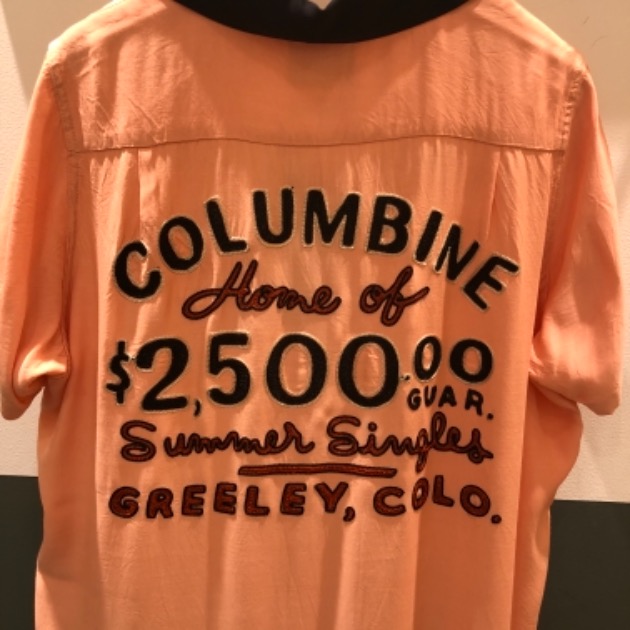 COLUMBINE
Home of
$2,500.00
GUAR.
Summer Singles
GREELEY, COLO.